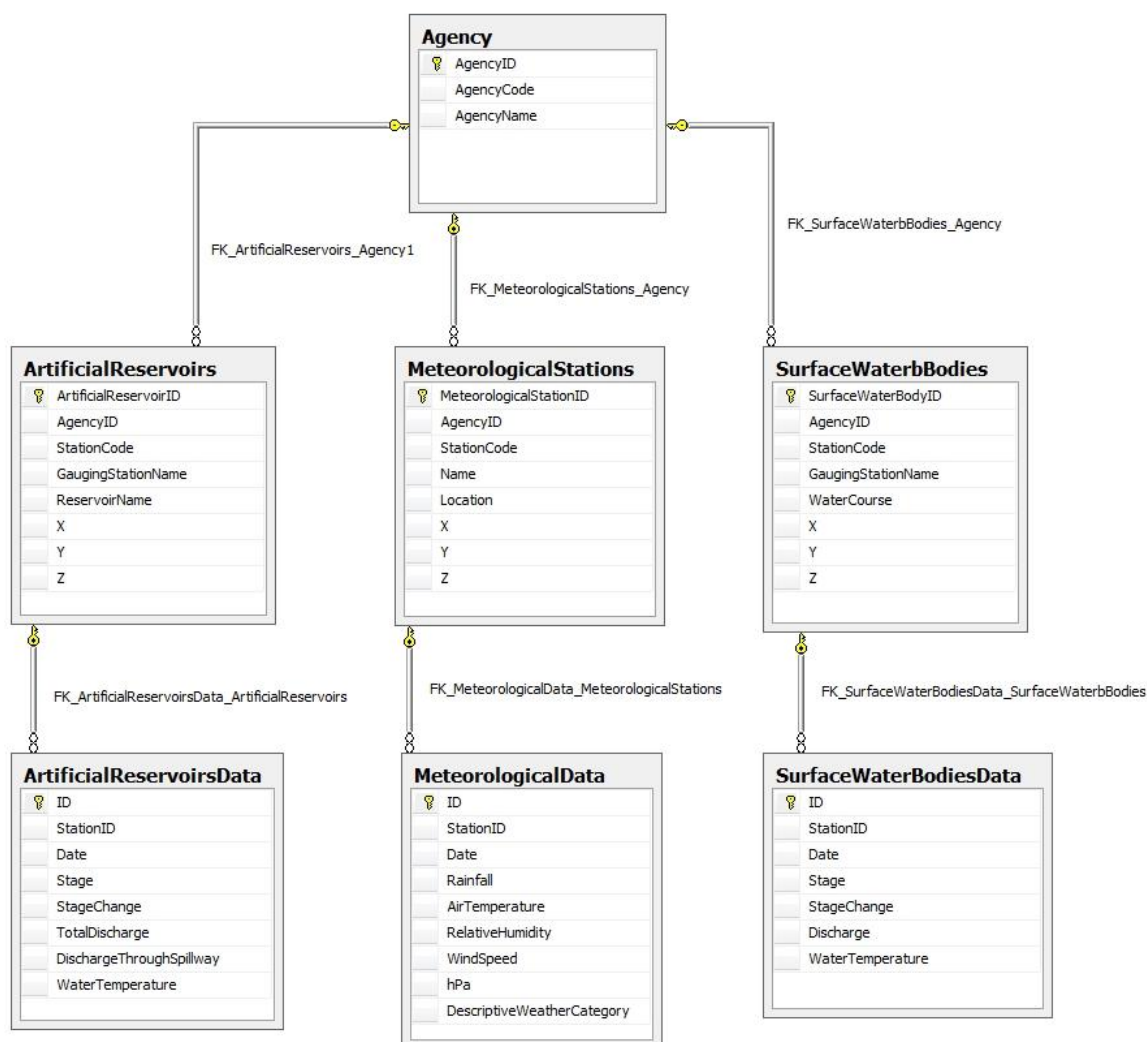 Agency
AgencyID
AgencyCode
AgencyName
FK_ArtificialReservoirs_Agency1
FK_MeteorologicalStations_Agency
FK_SurfaceWaterbBodies_Agency
ArtificialReservoirs
ArtificialReservoirID
AgencyID
StationCode
GaugingStationName
ReservoirName
X
Y
Z
MeteorologicalStations
MeteorologicalStationID
AgencyID
StationCode
Name
Location
X
Y
Z
SurfaceWaterbBodies
SurfaceWaterBodyID
AgencyID
StationCode
GaugingStationName
WaterCourse
X
Y
Z
FK_ArtificialReservoirsData_ArtificialReservoirs
FK_MeteorologicalData_MeteorologicalStations
FK_SurfaceWaterBodiesData_SurfaceWaterbBodies
ArtificialReservoirsData
ID
StationID
Date
Stage
StageChange
TotalDischarge
DischargeThroughSpillway
WaterTemperature
MeteorologicalData
ID
StationID
Date
Rainfall
AirTemperature
RelativeHumidity
WindSpeed
hPa
DescriptiveWeatherCategory
SurfaceWaterBodiesData
ID
StationID
Date
Stage
StageChange
Discharge
WaterTemperature